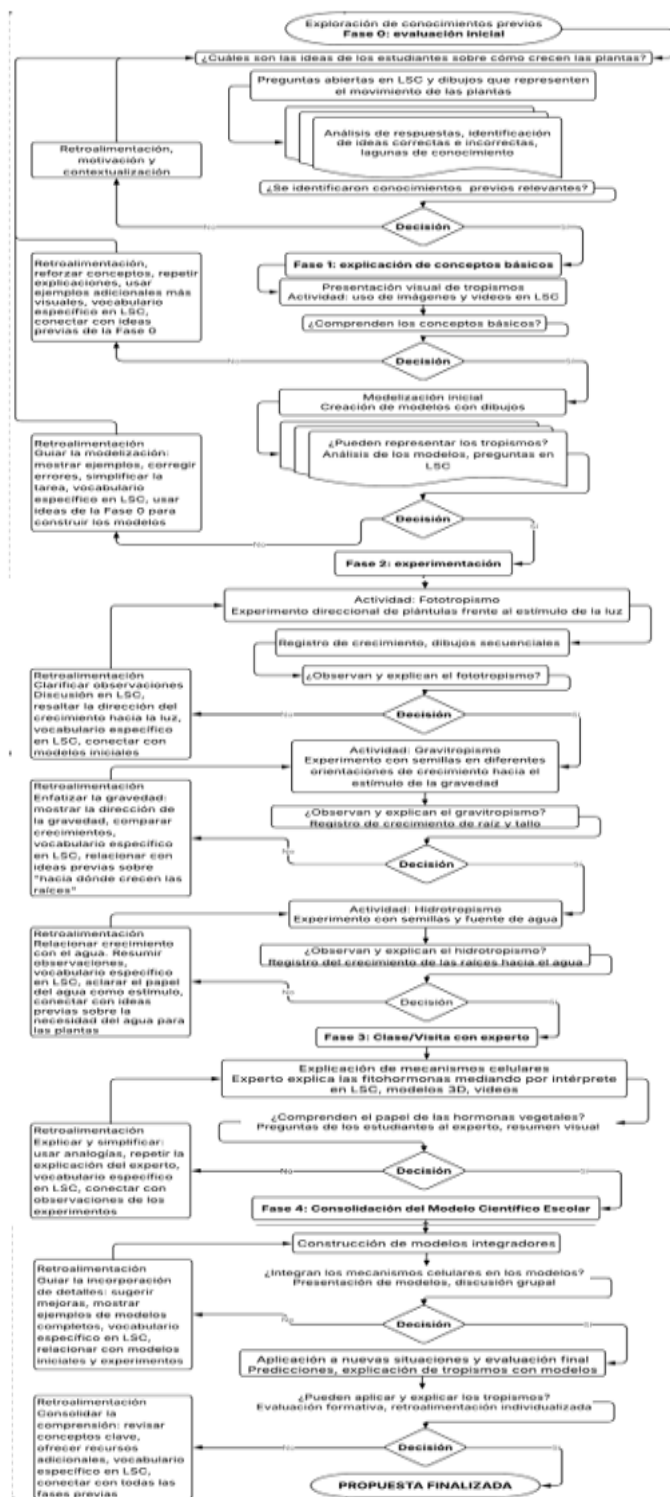 Exploración de conocimientos previos
Fase 0: evaluación inicial
¿Cuáles son las ideas de los estudiantes sobre cómo crecen las plantas?
Preguntas abiertas en LSC y dibujos que representen
el movimiento de las plantas
Análisis de respuestas, identificación
de ideas correctas e incorrectas,
lagunas de conocimiento
Retroalimentación,
motivación y
contextualización
¿Se identificaron conocimientos previos relevantes?
Decisión
No
Sí
Fase 1: explicación de conceptos básicos
Retroalimentación,
reforzar conceptos, repetir
explicaciones, usar
ejemplos adicionales más
visuales, vocabulario
específico en LSC,
conectar con ideas
previas de la Fase 0
Presentación visual de tropismos
Actividad: uso de imágenes y videos en LSC
¿Comprenden los conceptos básicos?
Decisión
No
Sí
Modelización inicial
Creación de modelos con dibujos
¿Pueden representar los tropismos?
Análisis de los modelos, preguntas en
LSC
Retroalimentación
Guiar la modelización:
mostrar ejemplos, corregir
errores, simplificar la
tarea, vocabulario
específico en LSC, usar
ideas de la Fase 0 para
construir los modelos
Decisión
No
Sí
Fase 2: experimentación
Actividad: Fototropismo
Experimento direccional de plántulas frente al estímulo de la luz
Registro de crecimiento, dibujos secuenciales
¿Observan y explican el fototropismo?
Retroalimentación
Clarificar observaciones
Discusión en LSC,
resaltar la dirección del
crecimiento hacia la luz,
vocabulario específico
en LSC, conectar con
modelos iniciales
Decisión
No
Sí
Actividad: Gravitropismo
Experimento con semillas en diferentes
orientaciones de crecimiento hacia el
estímulo de la gravedad
¿Observan y explican el gravitropismo?
Registro de crecimiento de raíz y tallo
Retroalimentación
Enfatizar la gravedad:
mostrar la dirección de
la gravedad, comparar
crecimientos,
vocabulario específico
en LSC, relacionar con
ideas previas sobre
"hacia dónde crecen las
raíces"
Decisión
No
Sí
Actividad: Hidrotropismo
Experimento con semillas y fuente de agua
¿Observan y explican el hidrotropismo?
Registro del crecimiento de las raíces hacia el agua
Retroalimentación
Relacionar crecimiento
con el agua. Resumir
observaciones,
vocabulario específico
en LSC, aclarar el papel
del agua como estímulo,
conectar con ideas
previas sobre la
necesidad del agua para
las plantas
Decisión
No
Sí
Fase 3: Clase/Visita con experto
Explicación de mecanismos celulares
Experto explica las fitohormonas mediando por intérprete
en LSC, modelos 3D, videos
¿Comprenden el papel de las hormonas vegetales?
Preguntas de los estudiantes al experto, resumen visual
Retroalimentación
Explicar y simplificar:
usar analogías, repetir la
explicación del experto,
vocabulario específico
en LSC, conectar con
observaciones de los
experimentos
Decisión
No
Sí
Fase 4: Consolidación del Modelo Científico Escolar
Construcción de modelos integradores
¿Integran los mecanismos celulares en los modelos?
Presentación de modelos, discusión grupal
Retroalimentación
Guiar la incorporación
de detalles: sugerir
mejoras, mostrar
ejemplos de modelos
completos, vocabulario
específico en LSC,
relacionar con modelos
iniciales y experimentos
Decisión
No
Sí
Aplicación a nuevas situaciones y evaluación final
Predicciones, explicación de tropismos con modelos
¿Pueden aplicar y explicar los tropismos?
Evaluación formativa, retroalimentación individualizada
Retroalimentación
Consolidar la
comprensión: revisar
conceptos clave,
ofrecer recursos
adicionales, vocabulario
específico en LSC,
conectar con todas las
fases previas
Decisión
No
Sí
PROPUESTA FINALIZADA